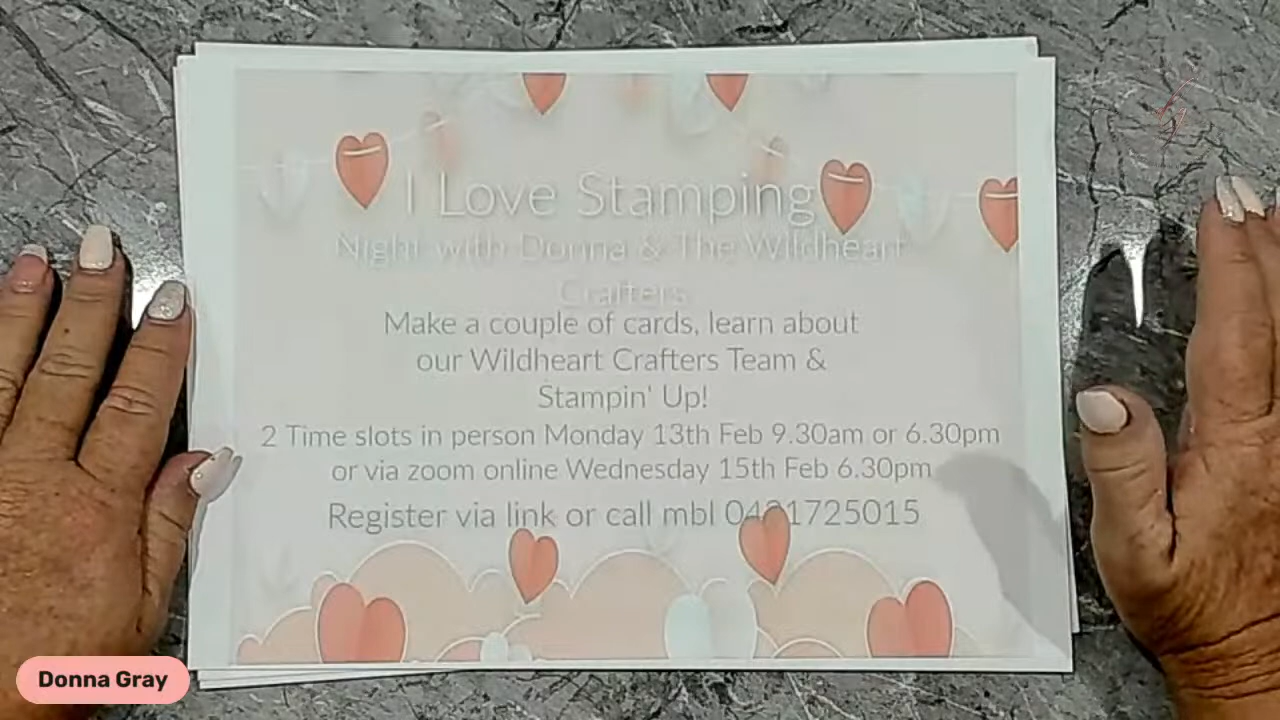 I Love Stamping
Night with Donna & The Wildheart
Crafters
Make a couple of cards, learn about
our Wildheart Crafters Team &
Stampin' Up!
2 Time slots in person Monday 13th Feb 9.30am or 6.30pm
or via zoom online Wednesday 15th Feb 6.30pm
Register via link or call mbl 0421725015
Donna Gray